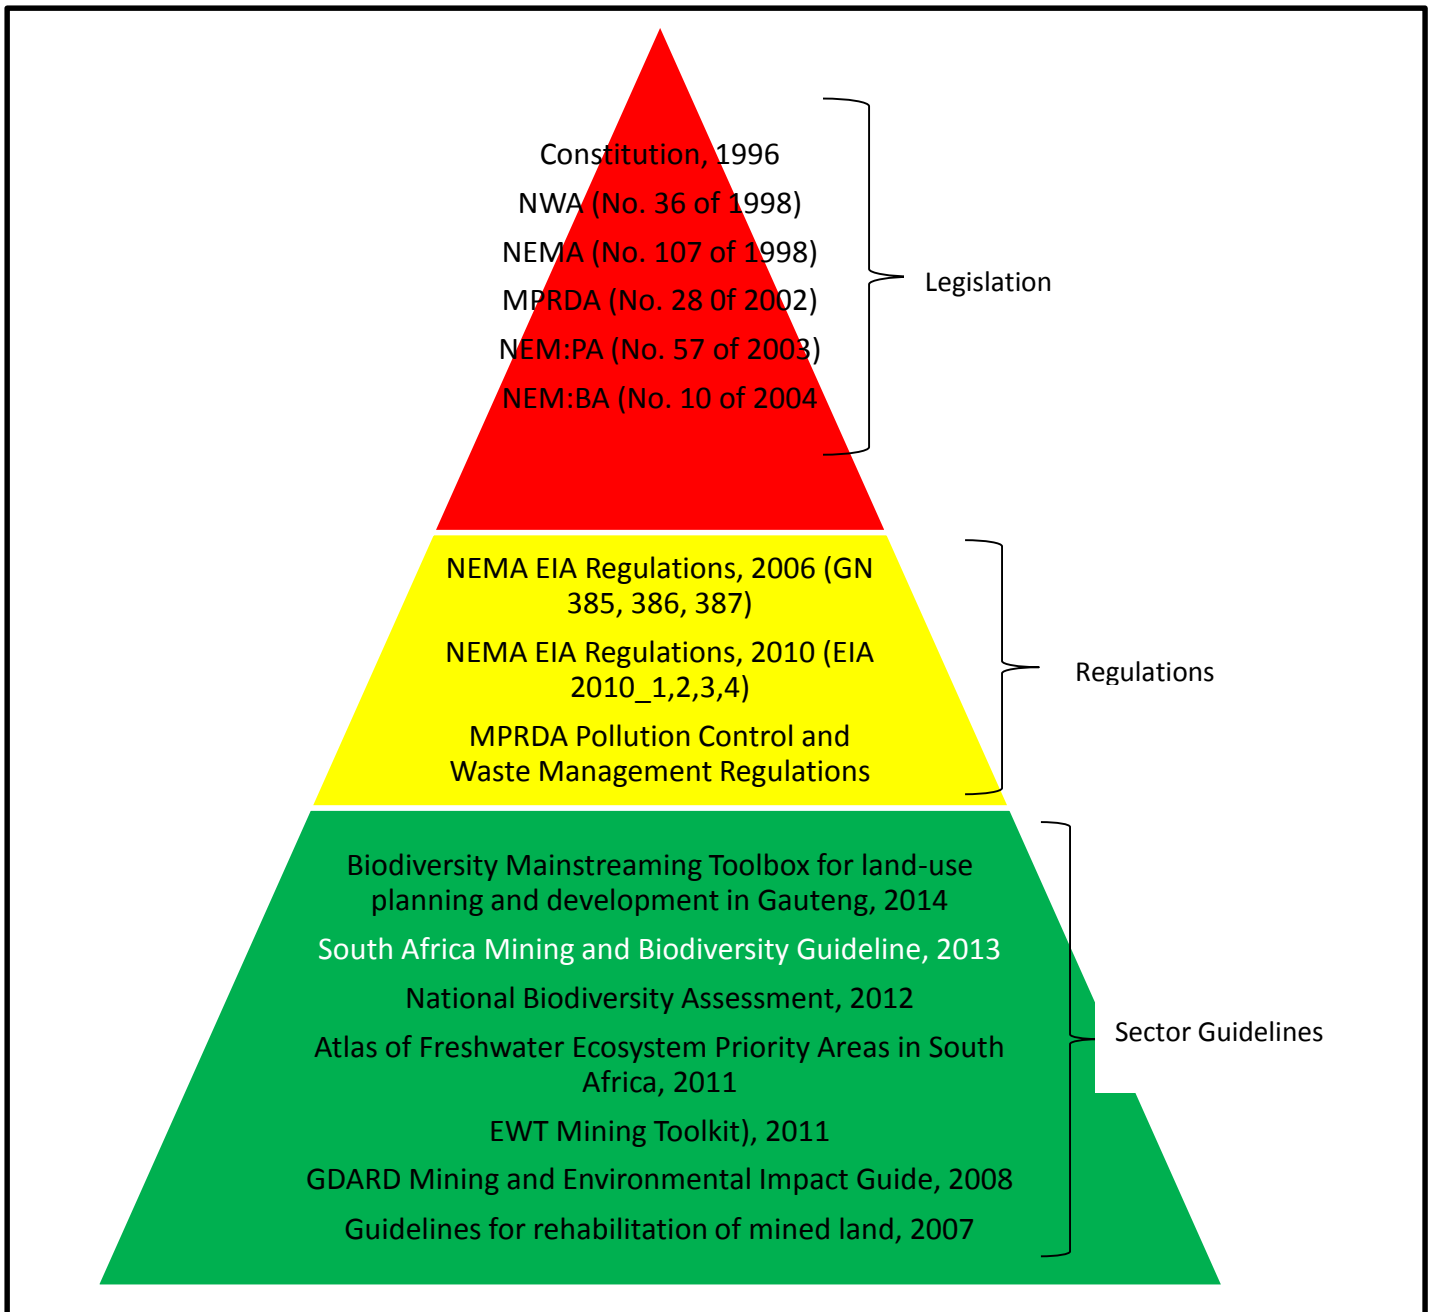 Constitution, 1996
NWA (No. 36 of 1998)
NEMA (No. 107 of 1998)
MPRDA (No. 28 0f 2002)
NEM:PA (No. 57 of 2003)
NEM:BA (No. 10 of 2004
Legislation
NEMA EIA Regulations, 2006 (GN
385, 386, 387)
NEMA EIA Regulations, 2010 (EIA
2010_1,2,3,4)
MPRDA Pollution Control and
Waste Management Regulations
Regulations
Biodiversity Mainstreaming Toolbox for land-use
planning and development in Gauteng, 2014
South Africa Mining and Biodiversity Guideline, 2013
National Biodiversity Assessment, 2012
Atlas of Freshwater Ecosystem Priority Areas in South
Africa, 2011
EWT Mining Toolkit), 2011
GDARD Mining and Environmental Impact Guide, 2008
Guidelines for rehabilitation of mined land, 2007
Sector Guidelines